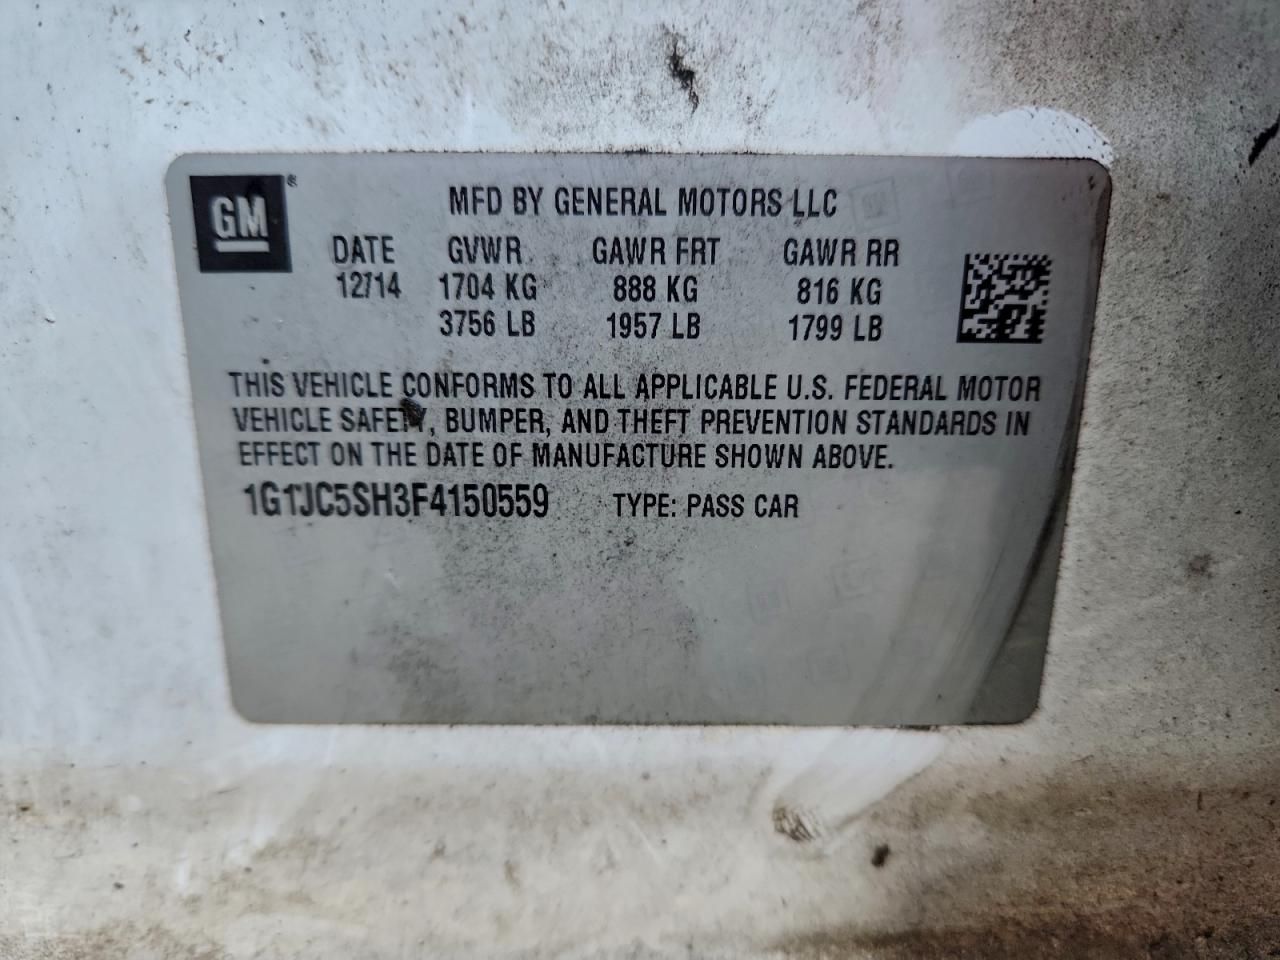 GM®
MFD BY GENERAL MOTORS LLC
DATE GVWR GAWR FRT GAWR RR
12/14 1704 KG 888 KG 816 KG
3756 LB 1957 LB 1799 LB
THIS VEHICLE CONFORMS TO ALL APPLICABLE U.S. FEDERAL MOTOR
VEHICLE SAFETY, BUMPER, AND THEFT PREVENTION STANDARDS IN
EFFECT ON THE DATE OF MANUFACTURE SHOWN ABOVE.
1G1JC5SH3F4150559 TYPE: PASS CAR